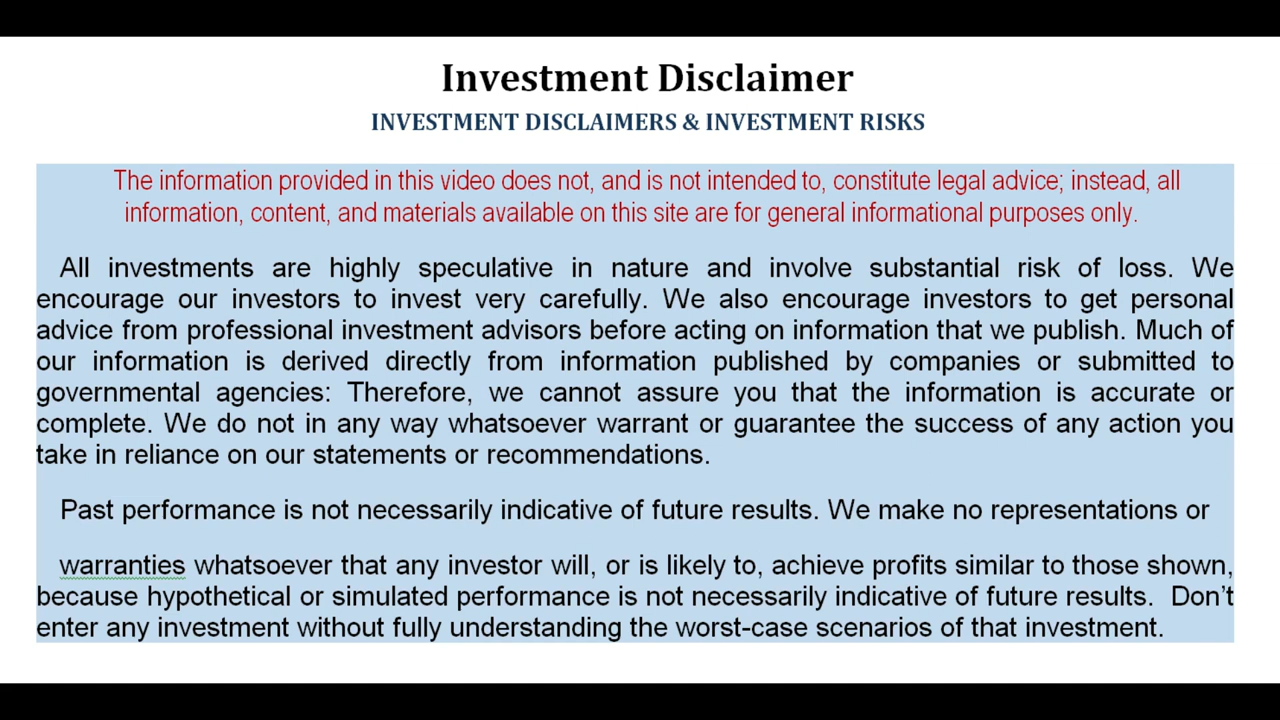 Investment Disclaimer
INVESTMENT DISCLAIMERS & INVESTMENT RISKS
The information provided in this video does not, and is not intended to, constitute legal advice; instead, all
information, content, and materials available on this site are for general informational purposes only.
All investments are highly speculative in nature and involve substantial risk of loss. We
encourage our investors to invest very carefully. We also encourage investors to get personal
advice from professional investment advisors before acting on information that we publish. Much of
our information is derived directly from information published by companies or submitted to
governmental agencies: Therefore, we cannot assure you that the information is accurate or
complete. We do not in any way whatsoever warrant or guarantee the success of any action you
take in reliance on our statements or recommendations.
Past performance is not necessarily indicative of future results. We make no representations or
warranties whatsoever that any investor will, or is likely to, achieve profits similar to those shown,
because hypothetical or simulated performance is not necessarily indicative of future results.  Don’t
enter any investment without fully understanding the worst-case scenarios of that investment.